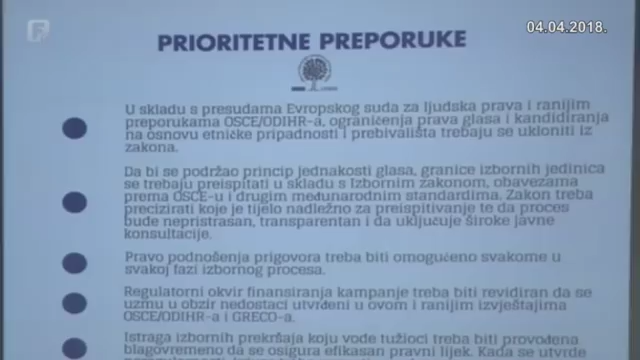 04.04.2018.
PRIORITETNE PREPORUKE
U skladu s presudama Evropskog suda za ljudska prava i ranijim
preporukama OSCE/ODIHR-a, ograničenja prava glasa i kandidiranja
na osnovu etničke pripadnosti i prebivališta trebaju se ukloniti iz
zakona.
Da bi se podržao princip jednakosti glasa, granice izbornih jedinica
se trebaju preispitati u skladu s Izbornim zakonom, obavezama
prema OSCE-u i drugim međunarodnim standardima. Zakon treba
precizirati koje je tijelo nadležno za preispitivanje te da proces
bude nepristrasan, transparentan i da uključuje široke javne
konsultacije.
Pravo podnošenja prigovora treba biti omogućeno svakome u
svakoj fazi izbornog procesa.
Regulatorni okvir finansiranja kampanje treba biti revidiran da se
uzmu u obzir nedostaci utvrđeni u ovom i ranijim izvještajima
OSCE/ODIHR-a i GRECO-a.
Istraga izbornih prekršaja koju vode tužioci treba biti provođena
blagovremeno da se osigura efikasan pravni lijek. Kada se utvrde